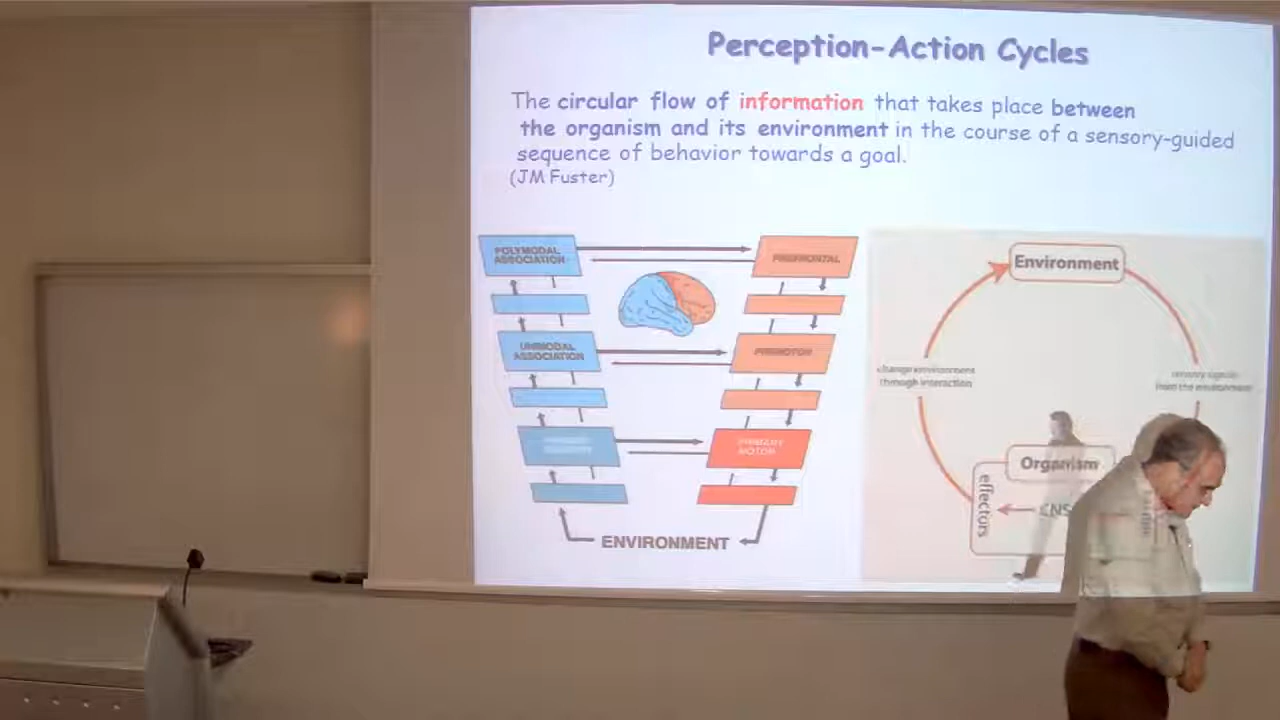 Perception-Action Cycles
The circular flow of information that takes place between
the organism and its environment in the course of a sensory-guided
sequence of behavior towards a goal.
(JM Fuster)
POLYMODAL
ASSOCIATION
PREFRONTAL
UNIMODAL
ASSOCIATION
PREMOTOR
PRIMARY
MOTOR
ENVIRONMENT
Environment
change environment
through interaction
sensory signals
from the environment
Organism
effectors
CNS